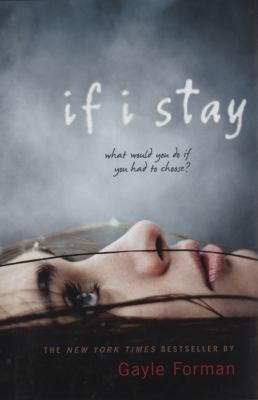 if i stay
what would you do if
you had to choose?
THE NEW YORK TIMES BESTSELLER BY
Gayle Forman